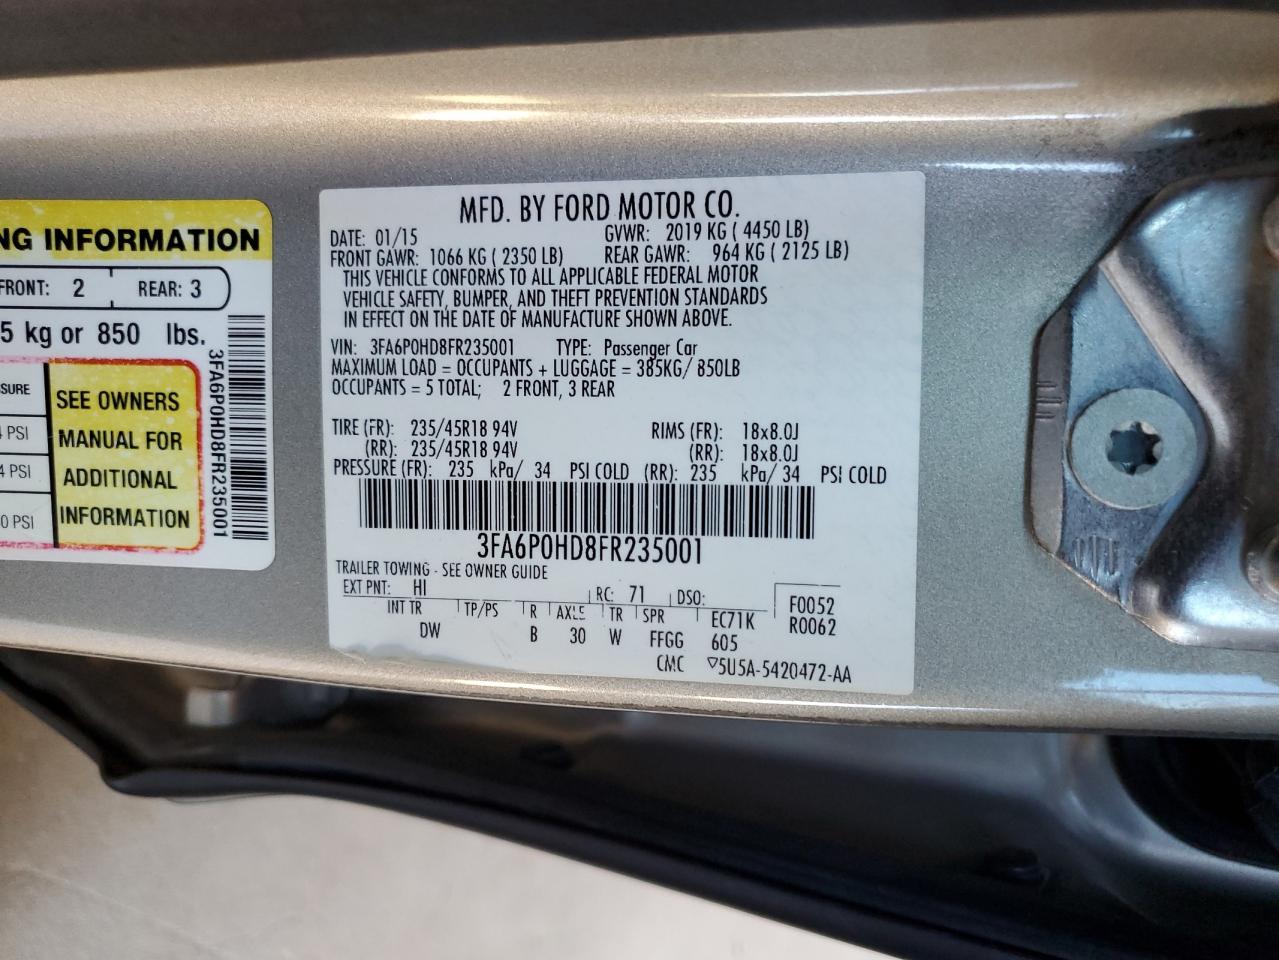 NG INFORMATION
FRONT: 2 REAR: 3
5 kg or 850 lbs.
SURE
4 PSI
4 PSI
0 PSI
SEE OWNERS
MANUAL FOR
ADDITIONAL
INFORMATION
3FA6P0HD8FR235001
MFD. BY FORD MOTOR CO.
DATE: 01/15 GVWR: 2019 KG ( 4450 LB)
FRONT GAWR: 1066 KG ( 2350 LB) REAR GAWR: 964 KG ( 2125 LB)
THIS VEHICLE CONFORMS TO ALL APPLICABLE FEDERAL MOTOR
VEHICLE SAFETY, BUMPER, AND THEFT PREVENTION STANDARDS
IN EFFECT ON THE DATE OF MANUFACTURE SHOWN ABOVE.
VIN: 3FA6P0HD8FR235001 TYPE: Passenger Car
MAXIMUM LOAD = OCCUPANTS + LUGGAGE = 385KG/ 850LB
OCCUPANTS = 5 TOTAL; 2 FRONT, 3 REAR
TIRE (FR): 235/45R18 94V RIMS (FR): 18x8.0J
(RR): 235/45R18 94V (RR): 18x8.0J
PRESSURE (FR): 235 kPa/ 34 PSI COLD (RR): 235 kPa/ 34 PSI COLD
3FA6P0HD8FR235001
TRAILER TOWING - SEE OWNER GUIDE
EXT PNT: HI RC: 71 DSO: F0052
INT TR TP/PS R AXLE TR SPR EC71K R0062
DW B 30 W FFGG 605
CMC ▽5U5A-5420472-AA